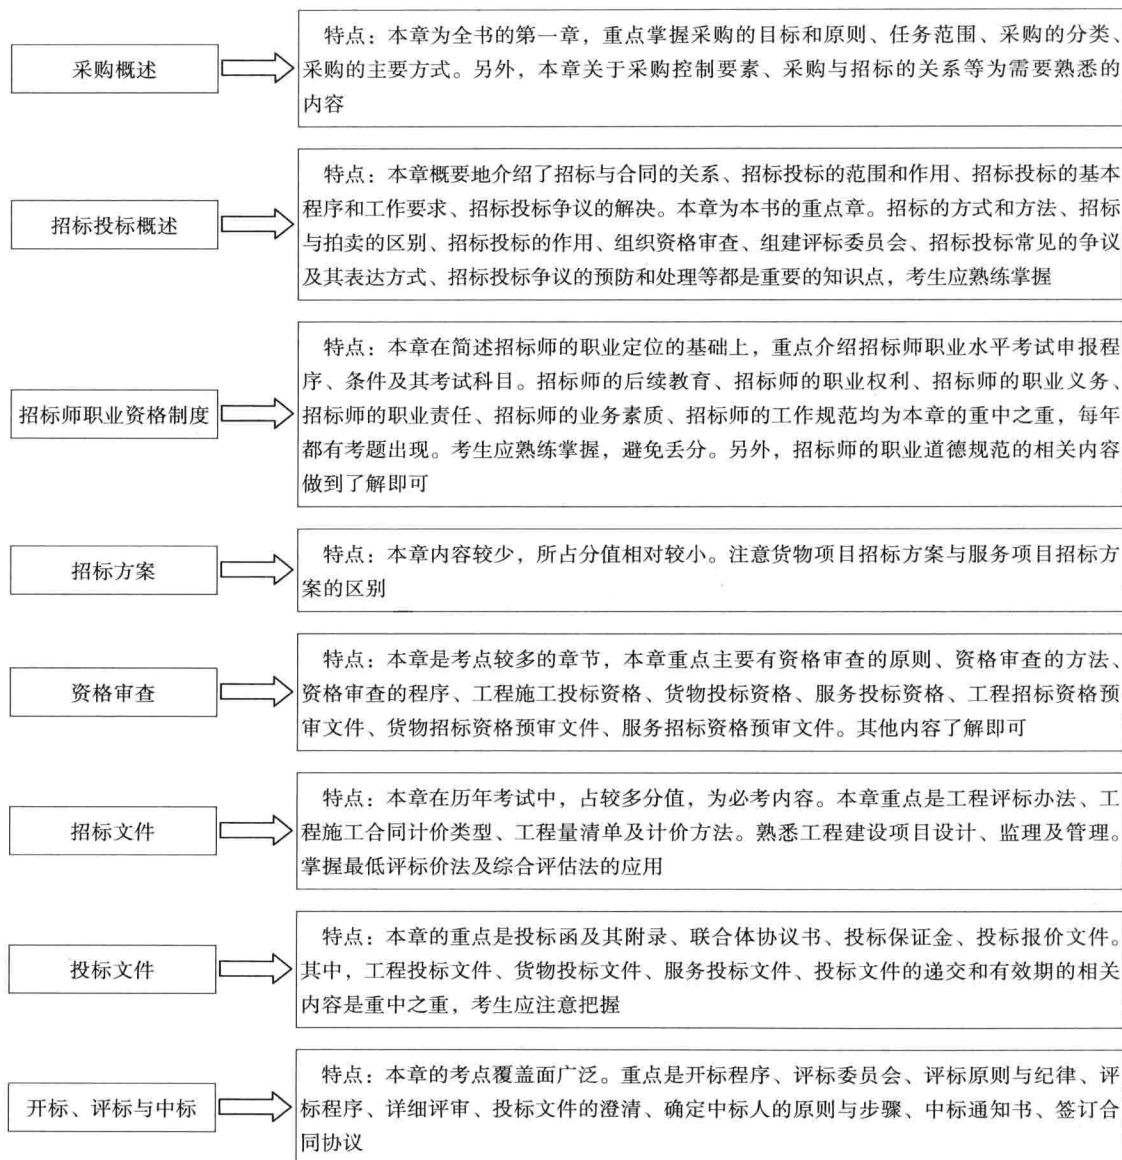 采购概述
特点：本章为全书的第一章，重点掌握采购的目标和原则、任务范围、采购的分类、
采购的主要方式。另外，本章关于采购控制要素、采购与招标的关系等为需要熟悉的
内容
招标投标概述
特点：本章概要地介绍了招标与合同的关系、招标投标的范围和作用、招标投标的基本
程序和工作要求、招标投标争议的解决。本章为本书的重点章。招标的方式和方法、招标
与拍卖的区别、招标投标的作用、组织资格审查、组建评标委员会、招标投标常见的争议
及其表达方式、招标投标争议的预防和处理等都是重要的知识点，考生应熟练掌握
招标师职业资格制度
特点：本章在简述招标师的职业定位的基础上，重点介绍招标师职业水平考试申报程
序、条件及其考试科目。招标师的后续教育、招标师的职业权利、招标师的职业义务、
招标师的职业责任、招标师的业务素质、招标师的工作规范均为本章的重中之重，每年
都有考题出现。考生应熟练掌握，避免丢分。另外，招标师的职业道德规范的相关内容
做到了解即可
招标方案
特点：本章内容较少，所占分值相对较小。注意货物项目招标方案与服务项目招标方
案的区别
资格审查
特点：本章是考点较多的章节，本章重点主要有资格审查的原则、资格审查的方法、
资格审查的程序、工程施工投标资格、货物投标资格、服务投标资格、工程招标资格预
审文件、货物招标资格预审文件、服务招标资格预审文件。其他内容了解即可
招标文件
特点：本章在历年考试中，占较多分值，为必考内容。本章重点是工程评标办法、工
程施工合同计价类型、工程量清单及计价方法。熟悉工程建设项目设计、监理及管理。
掌握最低评标价法及综合评估法的应用
投标文件
特点：本章的重点是投标函及其附录、联合体协议书、投标保证金、投标报价文件。
其中，工程投标文件、货物投标文件、服务投标文件、投标文件的递交和有效期的相关
内容是重中之重，考生应注意把握
开标、评标与中标
特点：本章的考点覆盖面广泛。重点是开标程序、评标委员会、评标原则与纪律、评
标程序、详细评审、投标文件的澄清、确定中标人的原则与步骤、中标通知书、签订合
同协议